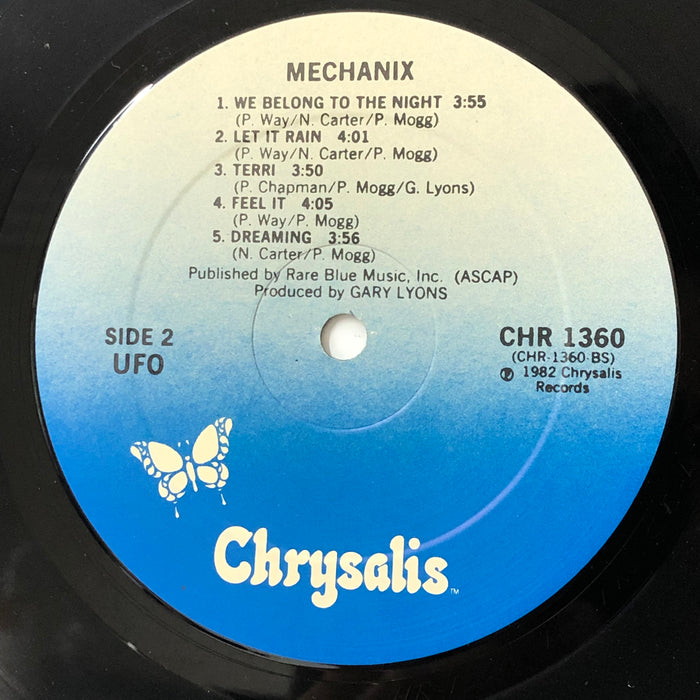 MECHANIX
1. WE BELONG TO THE NIGHT 3:55
(P. Way/N. Carter/P. Mogg)
2. LET IT RAIN 4:01
(P. Way/N. Carter/P. Mogg)
3. TERRI 3:50
(P. Chapman/P. Mogg/G. Lyons)
4. FEEL IT 4:05
(P. Way/P. Mogg)
5. DREAMING 3:56
(N. Carter/P. Mogg)
Published by Rare Blue Music, Inc. (ASCAP)
Produced by GARY LYONS
SIDE 2
UFO
CHR 1360
(CHR-1360-BS)
℗ 1982 Chrysalis
Records
Chrysalis™